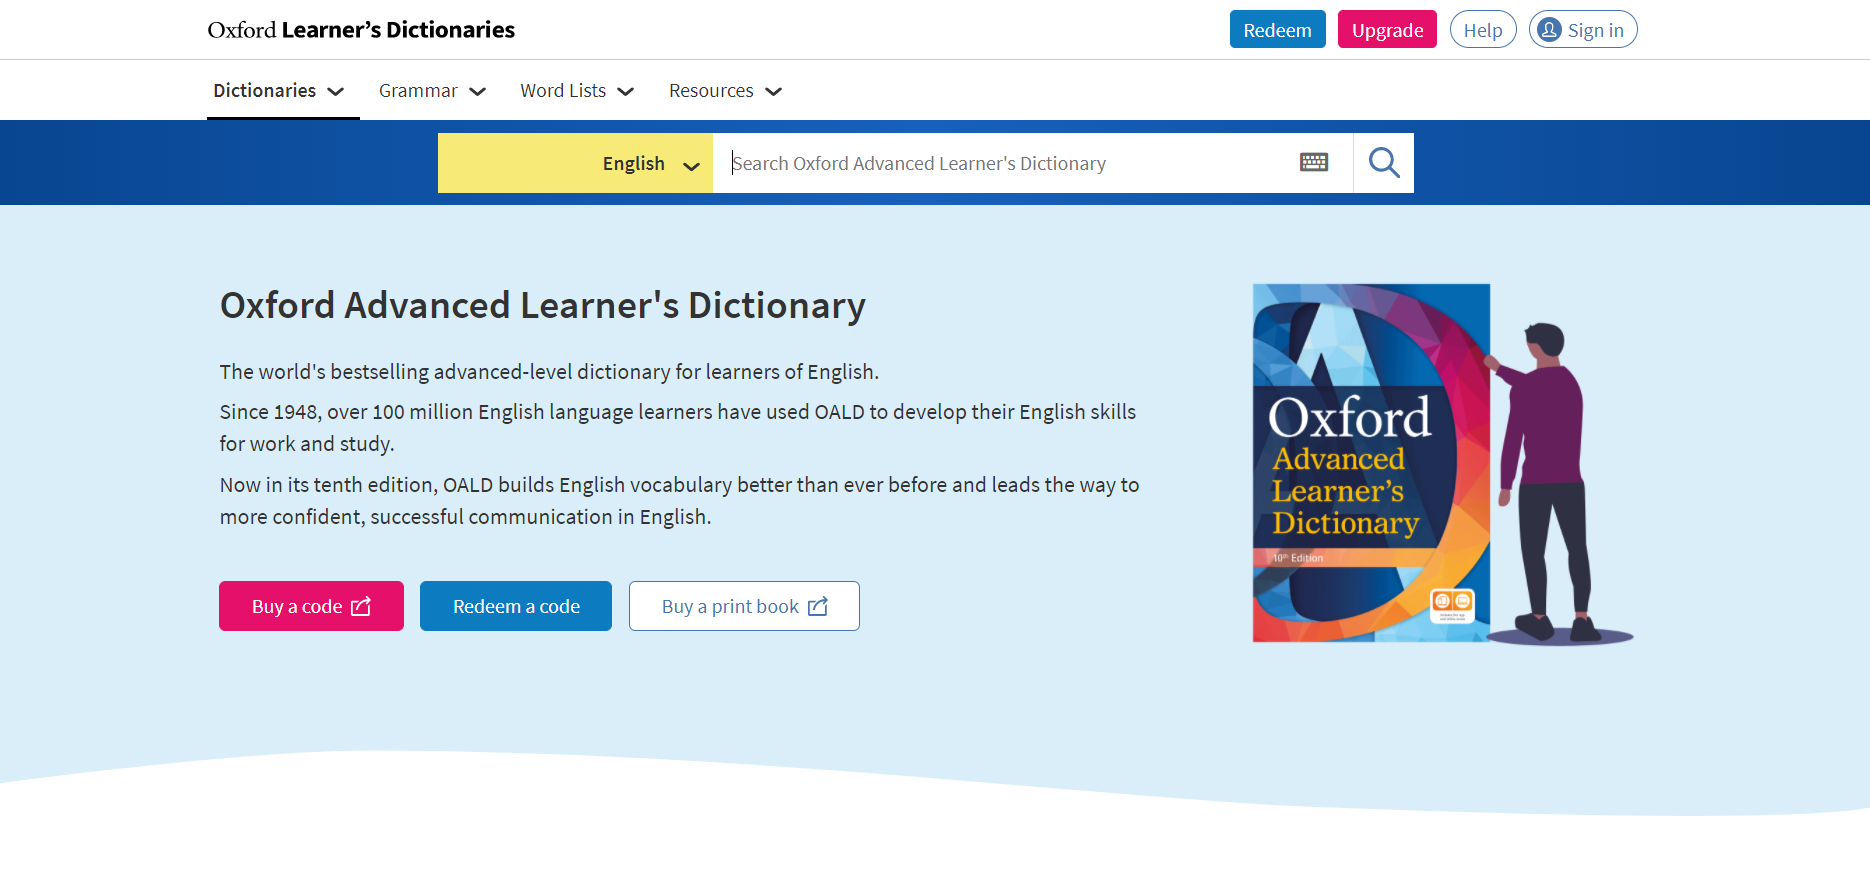 Oxford Learner's Dictionaries
Redeem
Upgrade
Help
Sign in
Dictionaries
Grammar
Word Lists
Resources
English
Search Oxford Advanced Learner's Dictionary
Oxford Advanced Learner's Dictionary
The world's bestselling advanced-level dictionary for learners of English.
Since 1948, over 100 million English language learners have used OALD to develop their English skills
for work and study.
Now in its tenth edition, OALD builds English vocabulary better than ever before and leads the way to
more confident, successful communication in English.
Buy a code
Redeem a code
Buy a print book
Oxford
Advanced
Learner's
Dictionary
10th Edition